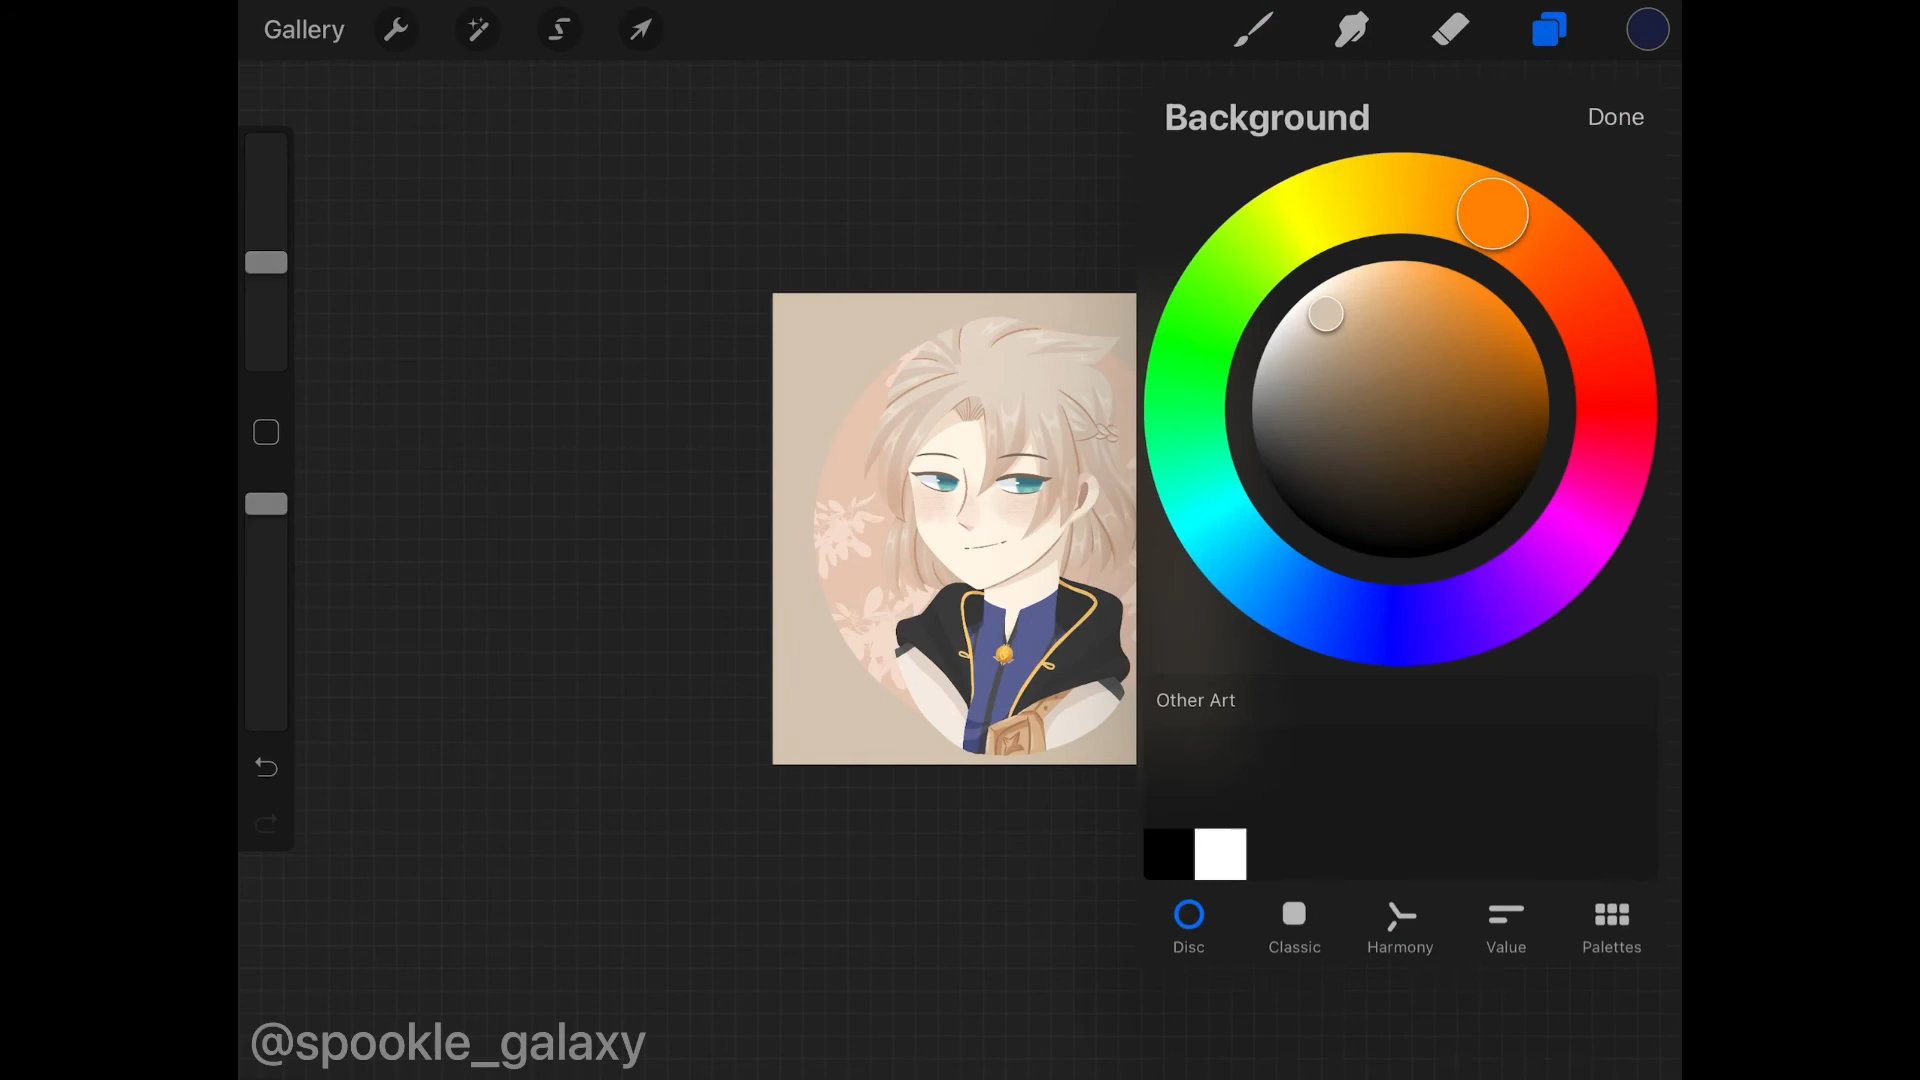 Gallery
Background
Done
Other Art
Disc
Classic
Harmony
Value
Palettes
@spookle_galaxy